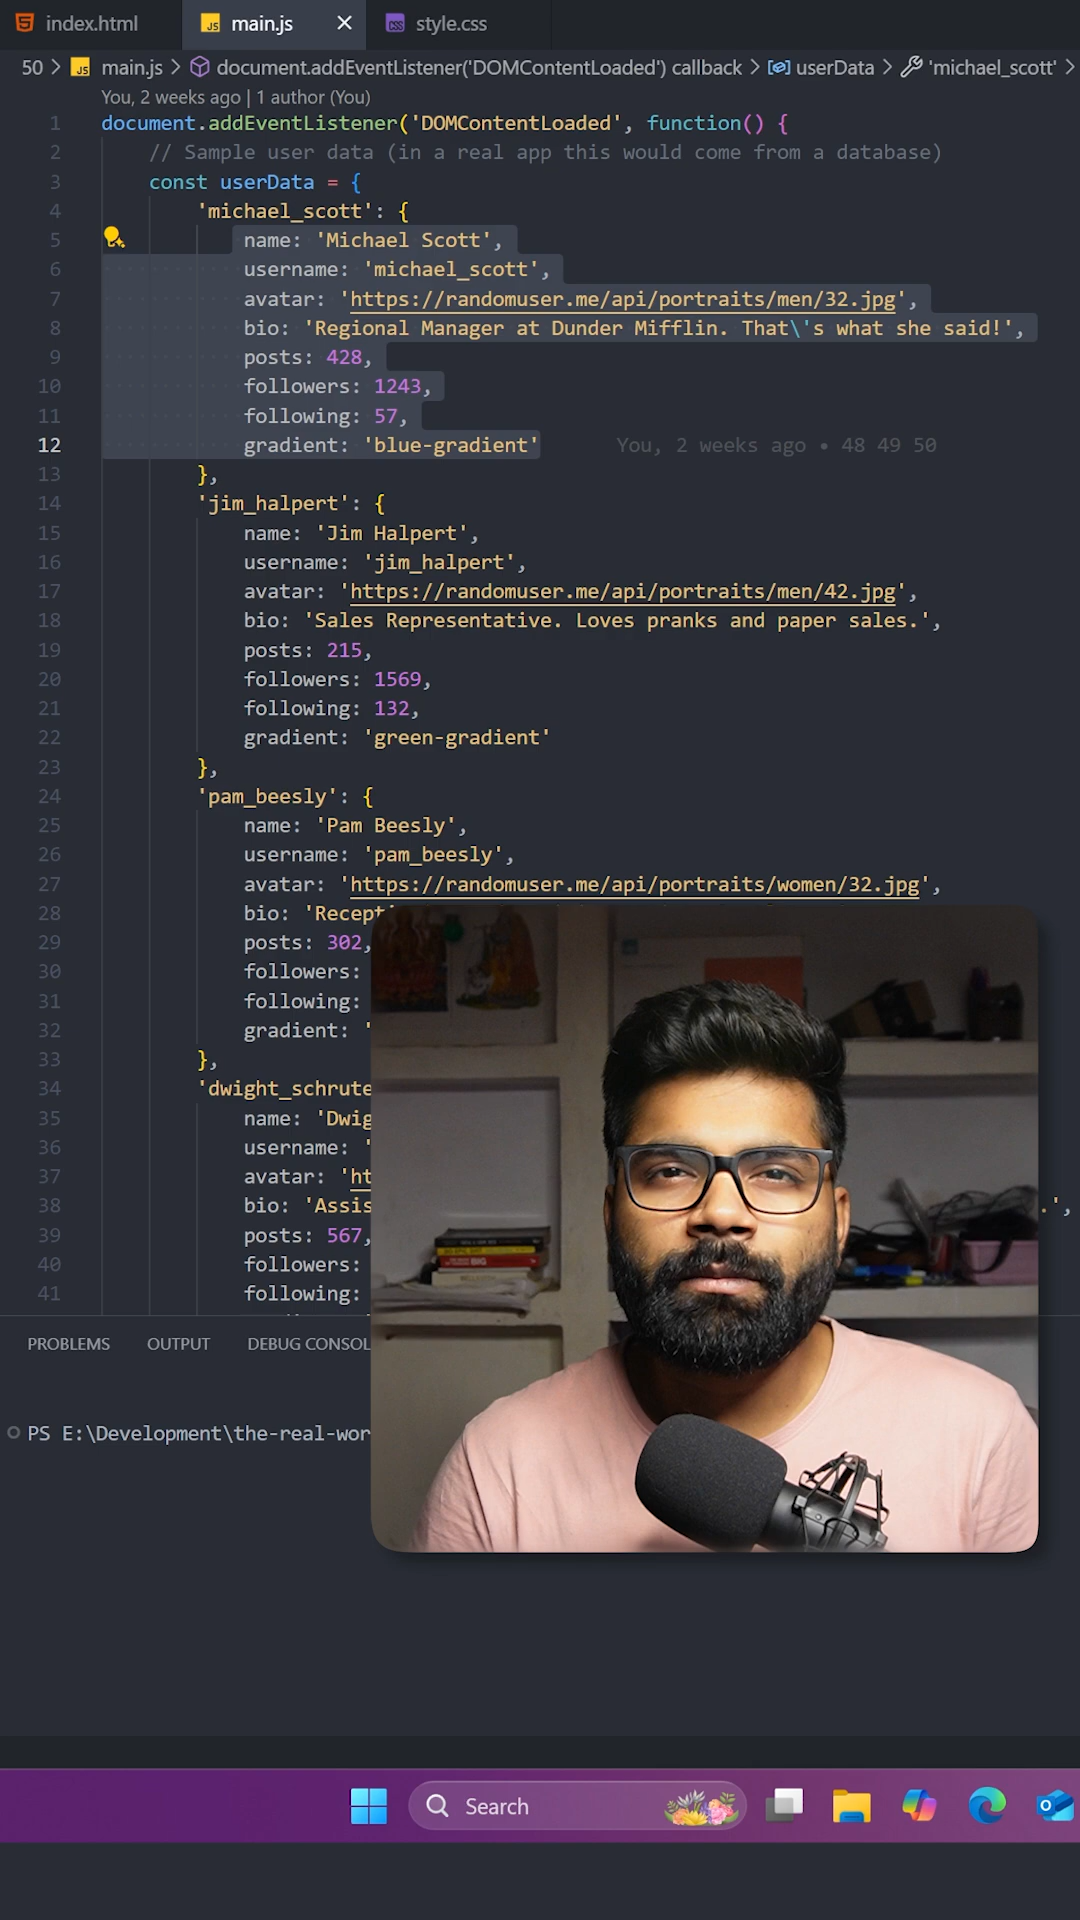 index.html
main.js
style.css
50 > JS main.js > document.addEventListener('DOMContentLoaded') callback > userData > 'michael_scott' >
You, 2 weeks ago | 1 author (You)
1 document.addEventListener('DOMContentLoaded', function() {
2 // Sample user data (in a real app this would come from a database)
3 const userData = {
4 'michael_scott': {
5 name: 'Michael Scott',
6 username: 'michael_scott',
7 avatar: 'https://randomuser.me/api/portraits/men/32.jpg',
8 bio: 'Regional Manager at Dunder Mifflin. That\'s what she said!',
9 posts: 428,
10 followers: 1243,
11 following: 57,
12 gradient: 'blue-gradient' You, 2 weeks ago • 48 49 50
13 },
14 'jim_halpert': {
15 name: 'Jim Halpert',
16 username: 'jim_halpert',
17 avatar: 'https://randomuser.me/api/portraits/men/42.jpg',
18 bio: 'Sales Representative. Loves pranks and paper sales.',
19 posts: 215,
20 followers: 1569,
21 following: 132,
22 gradient: 'green-gradient'
23 },
24 'pam_beesly': {
25 name: 'Pam Beesly',
26 username: 'pam_beesly',
27 avatar: 'https://randomuser.me/api/portraits/women/32.jpg',
28 bio: 'Recept
29 posts: 302,
30 followers:
31 following:
32 gradient: '
33 },
34 'dwight_schrute
35 name: 'Dwig
36 username: '
37 avatar: 'ht
38 bio: 'Assis .',
39 posts: 567,
40 followers:
41 following:
PROBLEMS OUTPUT DEBUG CONSOL
PS E:\Development\the-real-wor
Search